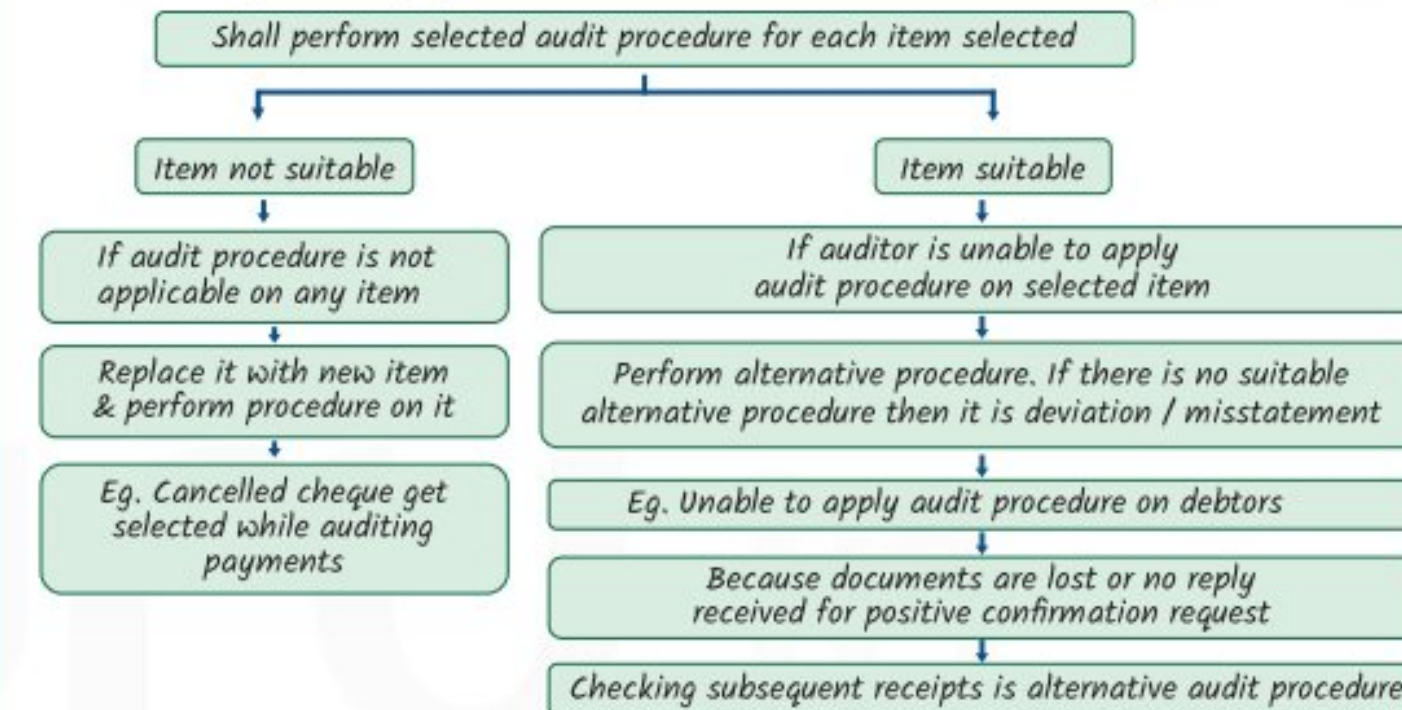 Shall perform selected audit procedure for each item selected
Item not suitable
If audit procedure is not
applicable on any item
Replace it with new item
& perform procedure on it
Eg. Cancelled cheque get
selected while auditing
payments
Item suitable
If auditor is unable to apply
audit procedure on selected item
Perform alternative procedure. If there is no suitable
alternative procedure then it is deviation / misstatement
Eg. Unable to apply audit procedure on debtors
Because documents are lost or no reply
received for positive confirmation request
Checking subsequent receipts is alternative audit procedure